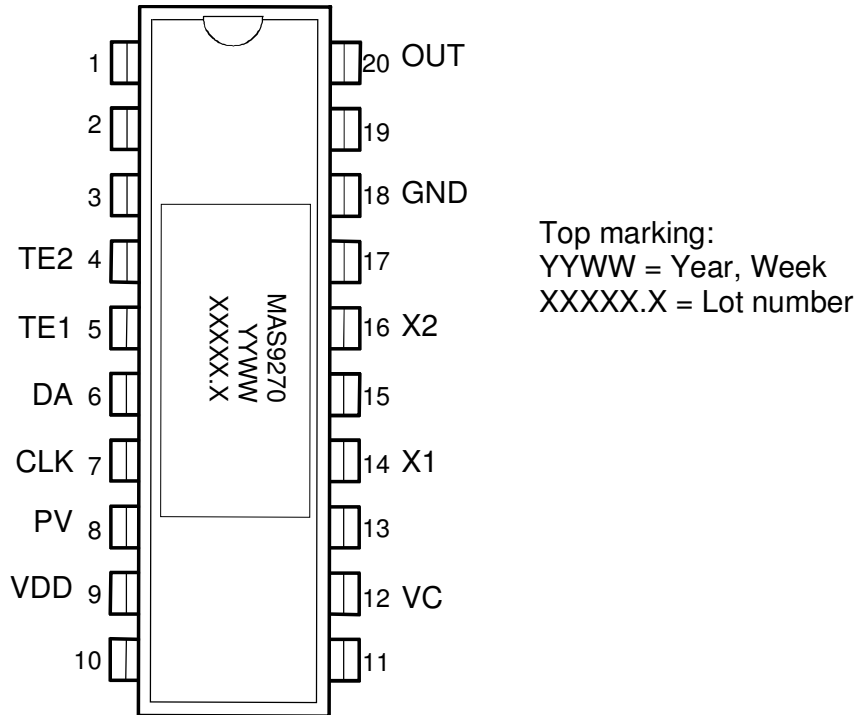 1
20 OUT
2
19
3
18 GND
TE2 4
17
TE1 5
16 X2
DA 6
15
CLK 7
14 X1
PV 8
13
VDD 9
12 VC
10
11
MAS9270
YYWW
XXXXX.X
Top marking:
YYWW = Year, Week
XXXXX.X = Lot number